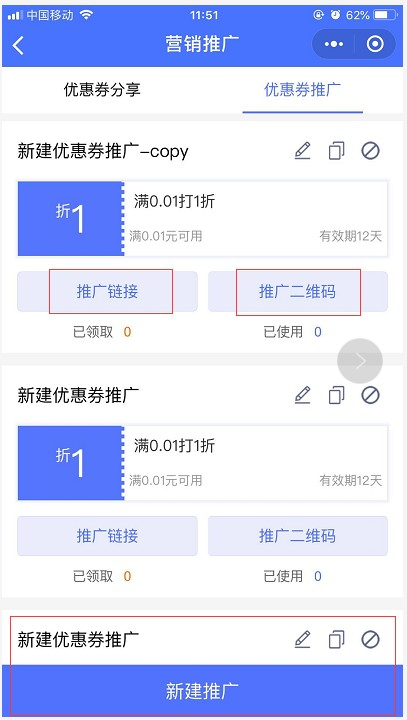 中国移动 11:51 62%
营销推广
优惠券分享 优惠券推广
新建优惠券推广-copy
折1 满0.01打1折
满0.01元可用 有效期12天
推广链接 推广二维码
已领取 0 已使用 0
新建优惠券推广
折1 满0.01打1折
满0.01元可用 有效期12天
推广链接 推广二维码
已领取 0 已使用 0
新建优惠券推广
新建推广